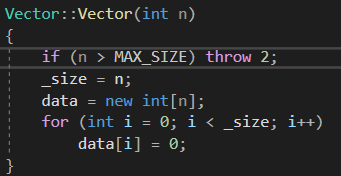 Vector::Vector(int n)
{
if (n > MAX_SIZE) throw 2;
_size = n;
data = new int[n];
for (int i = 0; i < _size; i++)
data[i] = 0;
}